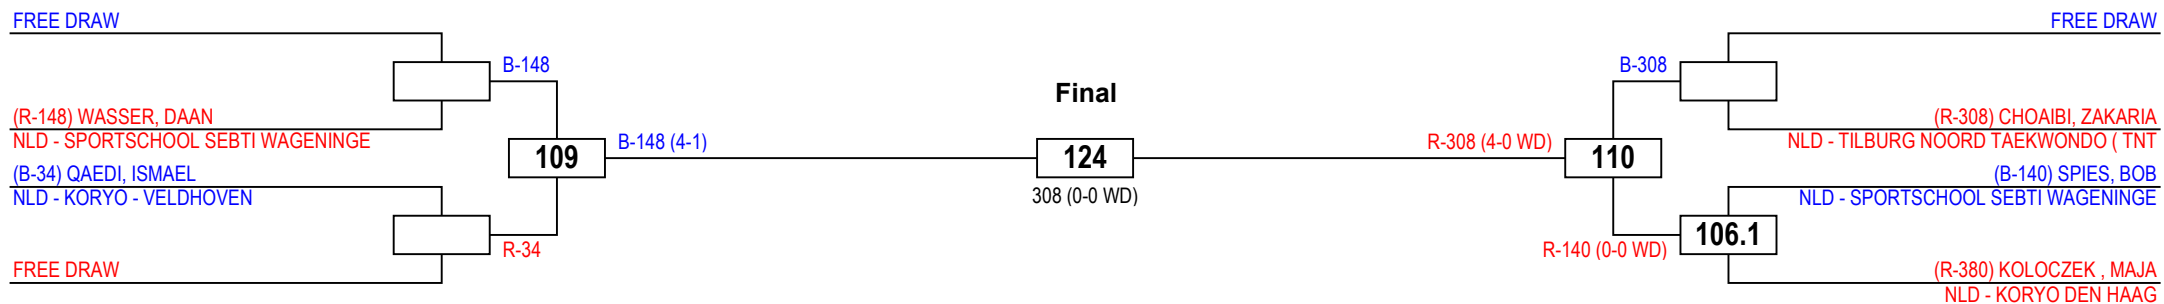 FREE DRAW
B-148
(R-148) WASSER, DAAN
NLD - SPORTSCHOOL SEBTI WAGENINGE
109
B-148 (4-1)
(B-34) QAEDI, ISMAEL
NLD - KORYO - VELDHOVEN
R-34
FREE DRAW
Final
124
308 (0-0 WD)
FREE DRAW
B-308
(R-308) CHOAIBI, ZAKARIA
NLD - TILBURG NOORD TAEKWONDO ( TNT
R-308 (4-0 WD)
110
(B-140) SPIES, BOB
NLD - SPORTSCHOOL SEBTI WAGENINGE
106.1
R-140 (0-0 WD)
(R-380) KOLOCZEK , MAJA
NLD - KORYO DEN HAAG